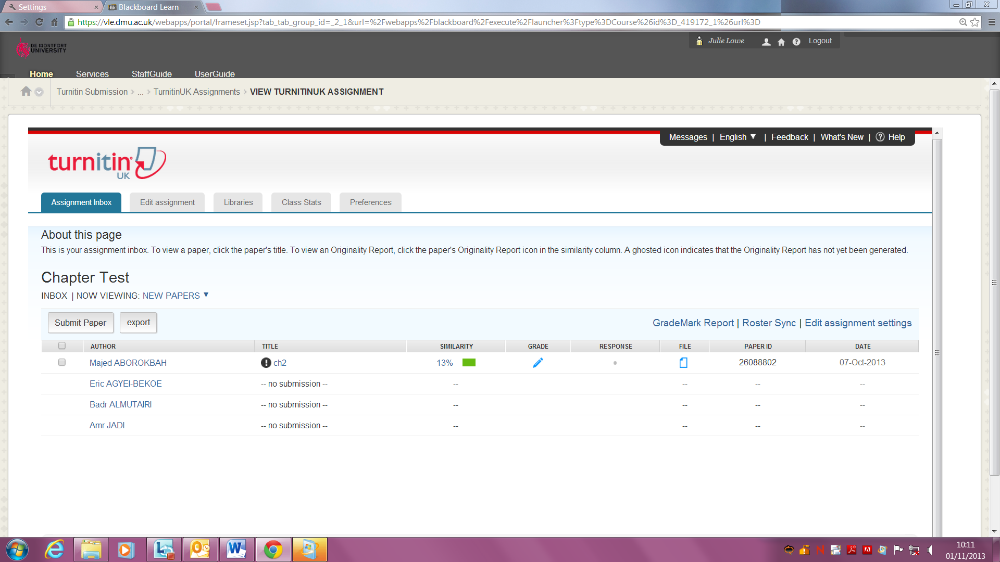 Settings
Blackboard Learn
https://vle.dmu.ac.uk/webapps/portal/frameset.jsp?tab_tab_group_id=_2_1&url=%2Fwebapps%2Fblackboard%2Fexecute%2Flauncher%3Ftype%3DCourse%26id%3D_419172_1%26url%3D
DE MONTFORT
UNIVERSITY
Julie Lowe
Logout
Home Services StaffGuide UserGuide
Turnitin Submission > ... > TurnitinUK Assignments > VIEW TURNITINUK ASSIGNMENT
Messages | English ▼ | Feedback | What's New | ? Help
turnitin
UK
Assignment Inbox Edit assignment Libraries Class Stats Preferences
About this page
This is your assignment inbox. To view a paper, click the paper's title. To view an Originality Report, click the paper's Originality Report icon in the similarity column. A ghosted icon indicates that the Originality Report has not yet been generated.
Chapter Test
INBOX | NOW VIEWING: NEW PAPERS ▼
Submit Paper export GradeMark Report | Roster Sync | Edit assignment settings
AUTHOR TITLE SIMILARITY GRADE RESPONSE FILE PAPER ID DATE
Majed ABOROKBAH ch2 13% 26088802 07-Oct-2013
Eric AGYEI-BEKOE -- no submission -- -- -- -- --
Badr ALMUTAIRI -- no submission -- -- -- -- --
Amr JADI -- no submission -- -- -- -- --
10:11
01/11/2013